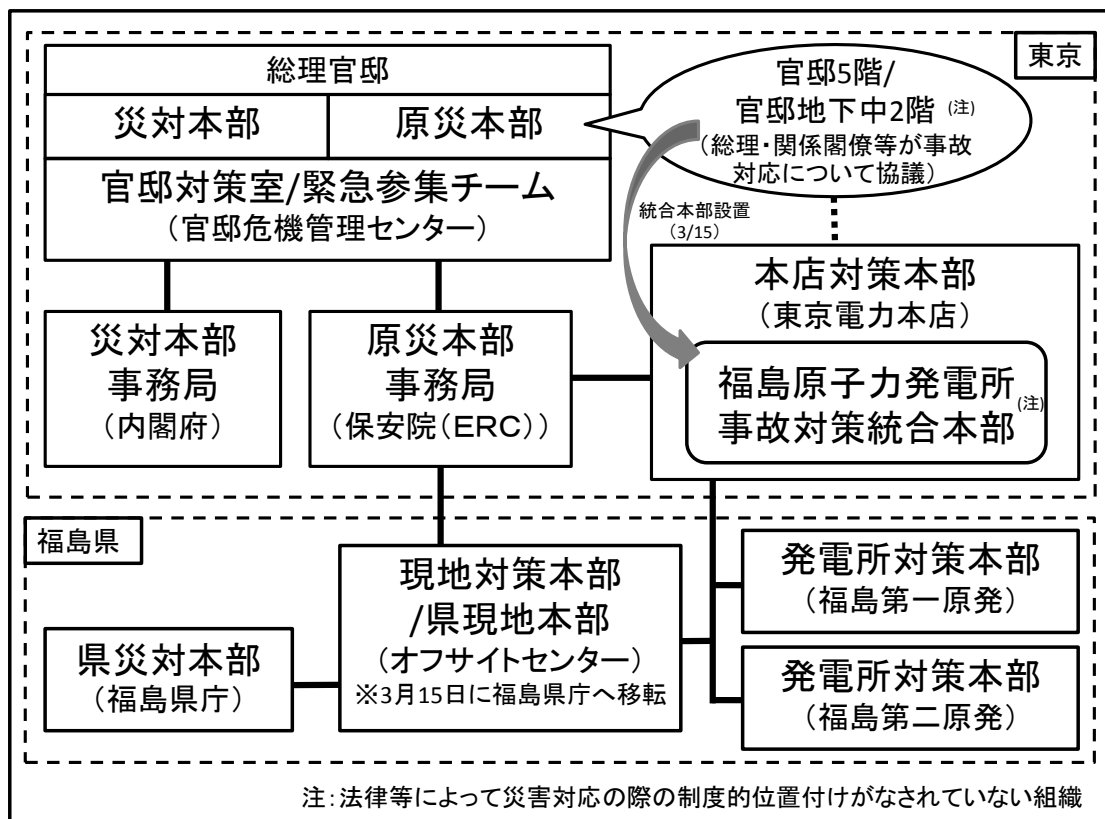 東京
総理官邸
災対本部
原災本部
官邸対策室/緊急参集チーム
(官邸危機管理センター)
官邸5階/
官邸地下中2階 (注)
(総理・関係閣僚等が事故
対応について協議)
統合本部設置
(3/15)
災対本部
事務局
(内閣府)
原災本部
事務局
(保安院(ERC))
本店対策本部
(東京電力本店)
福島原子力発電所
事故対策統合本部 (注)
福島県
県災対本部
(福島県庁)
現地対策本部
/県現地本部
(オフサイトセンター)
※3月15日に福島県庁へ移転
発電所対策本部
(福島第一原発)
発電所対策本部
(福島第二原発)
注:法律等によって災害対応の際の制度的位置付けがなされていない組織